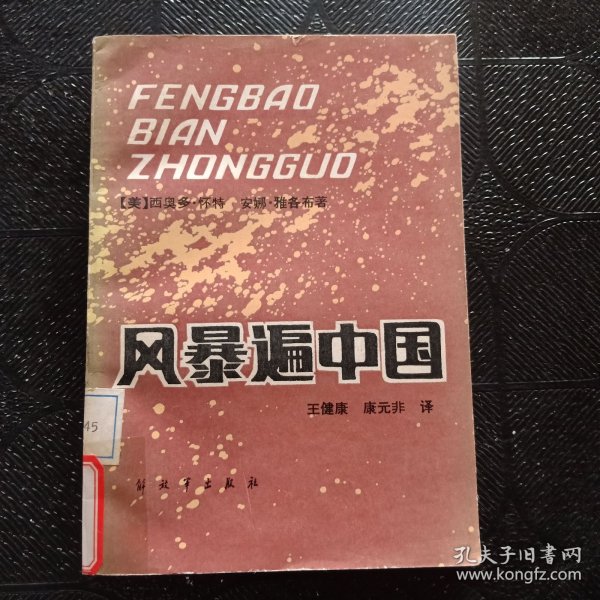 FENGBAO
BIAN
ZHONGGUO
【美】西奥多·怀特 安娜·雅各布著
风暴遍中国
王健康 康元非 译
45
解放军出版社
孔夫子旧书网
www.kongfz.com